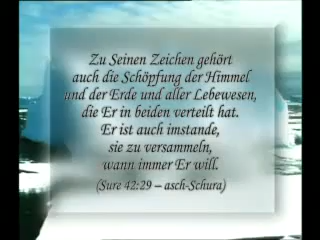 Zu Seinen Zeichen gehört
auch die Schöpfung der Himmel
und der Erde und aller Lebewesen,
die Er in beiden verteilt hat.
Er ist auch imstande,
sie zu versammeln,
wann immer Er will.
(Sure 42:29 – asch-Schura)